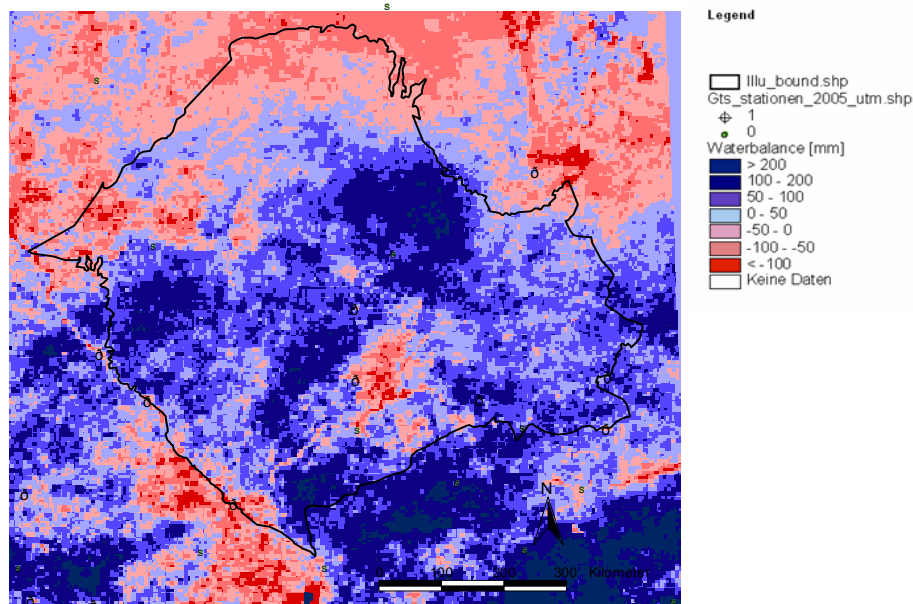 Legend
Illu_bound.shp
Gts_stationen_2005_utm.shp
1
0
Waterbalance [mm]
> 200
100 - 200
50 - 100
0 - 50
-50 - 0
-100 - -50
< -100
Keine Daten
N
0 100 200 300 Kilometer